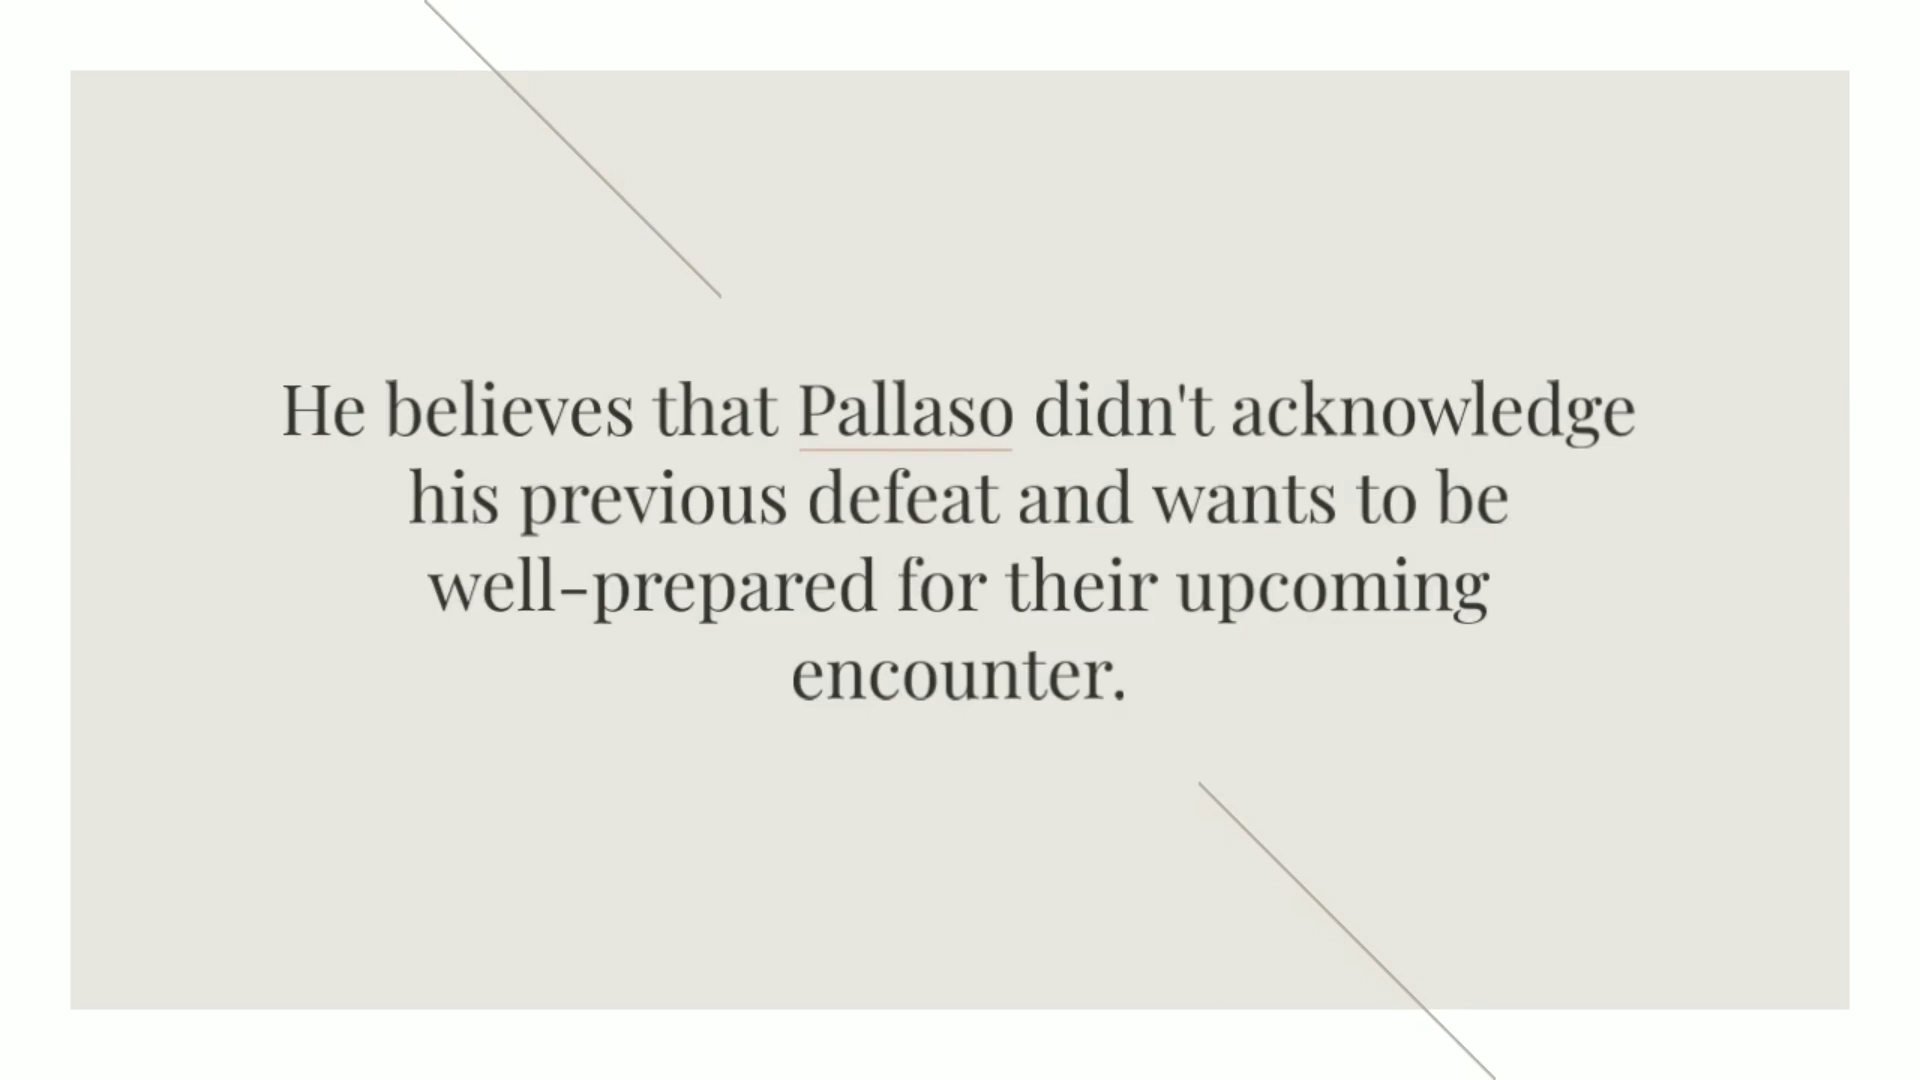 He believes that Pallaso didn't acknowledge
his previous defeat and wants to be
well-prepared for their upcoming
encounter.